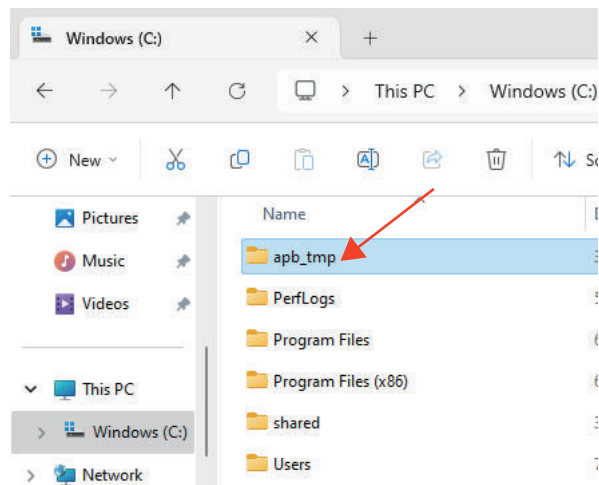 Windows (C:)
This PC > Windows (C:)
New
Pictures
Music
Videos
This PC
Windows (C:)
Network
Name
apb_tmp
PerfLogs
Program Files
Program Files (x86)
shared
Users